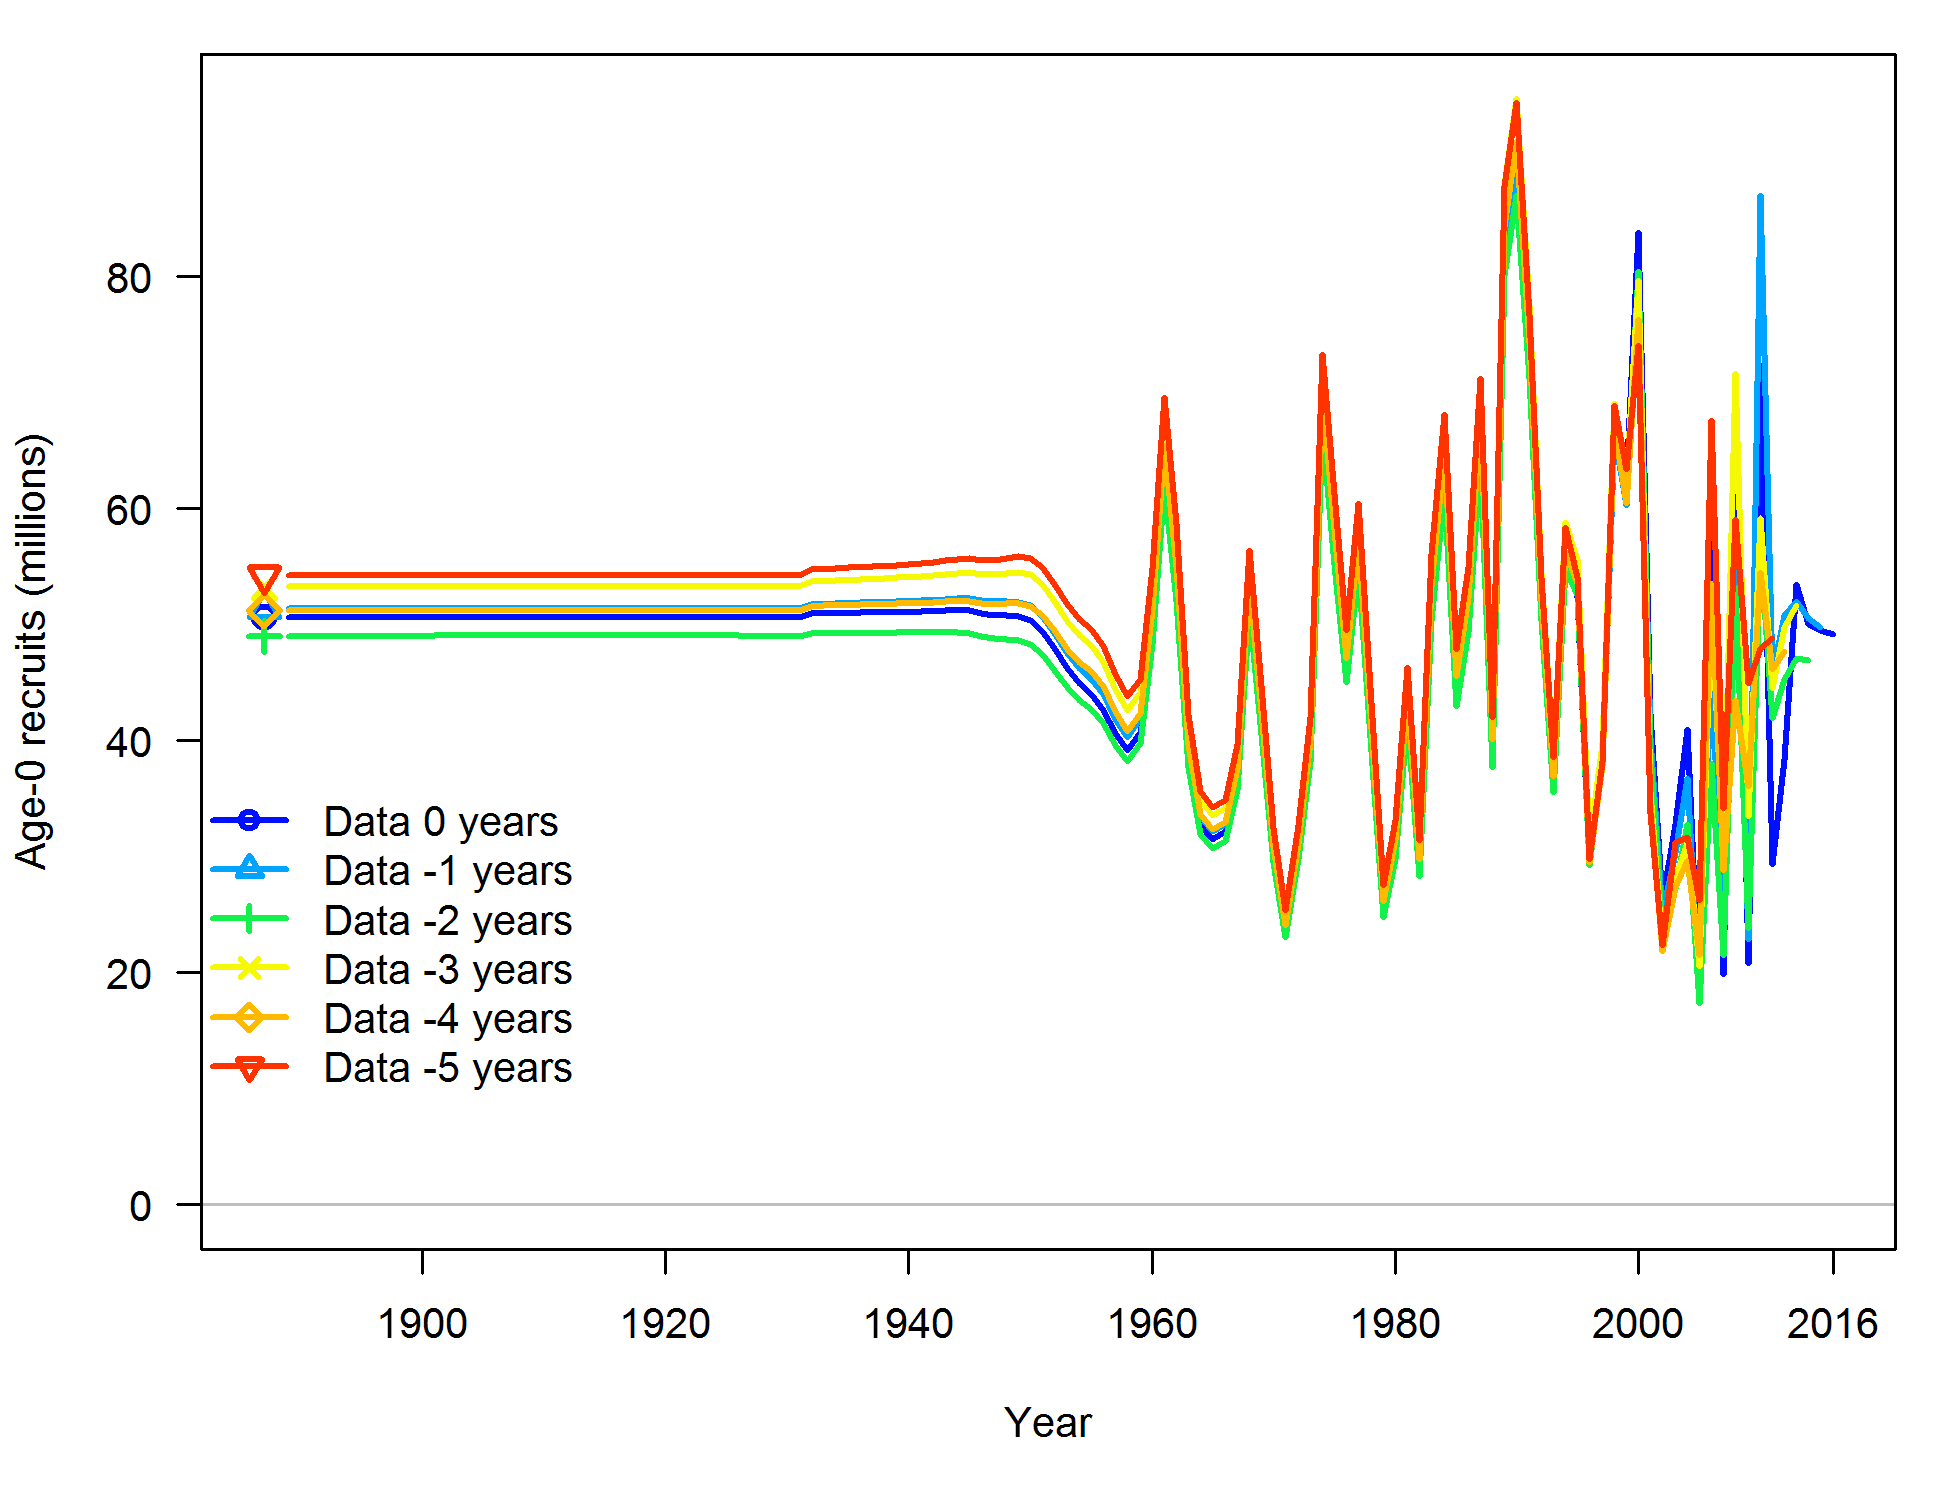 Age-0 recruits (millions)
80
60
40
20
0
Data 0 years
Data -1 years
Data -2 years
Data -3 years
Data -4 years
Data -5 years
1900 1920 1940 1960 1980 2000 2016
Year